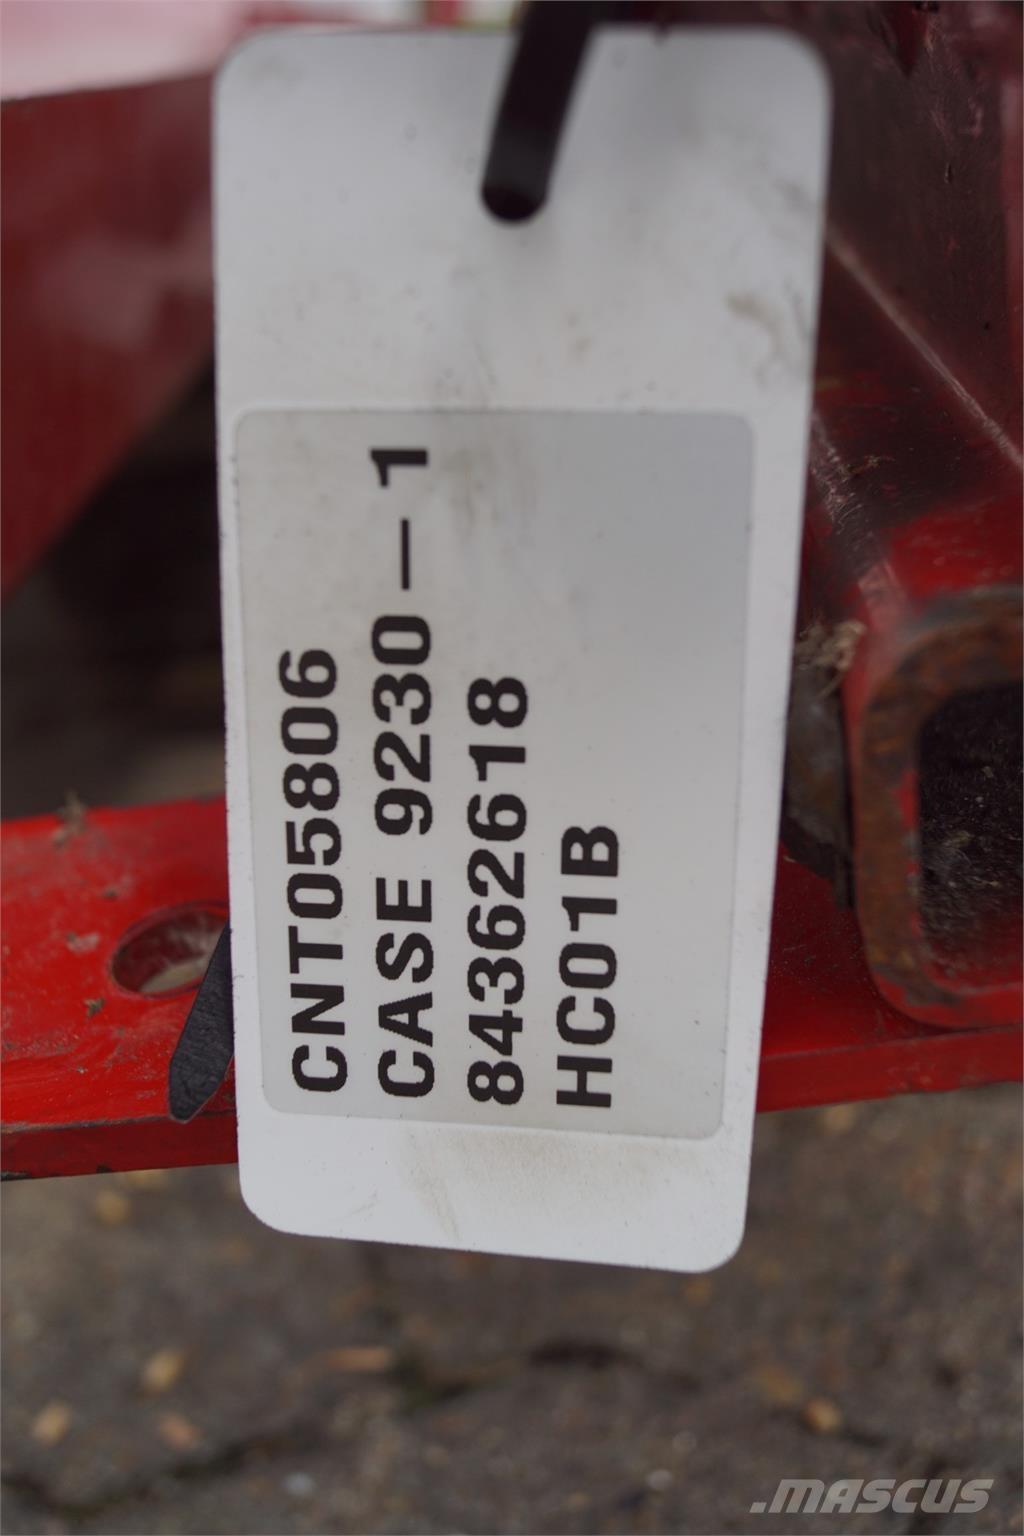 CNT05806
CASE 9230-1
84362618
HC01B
.MASCUS